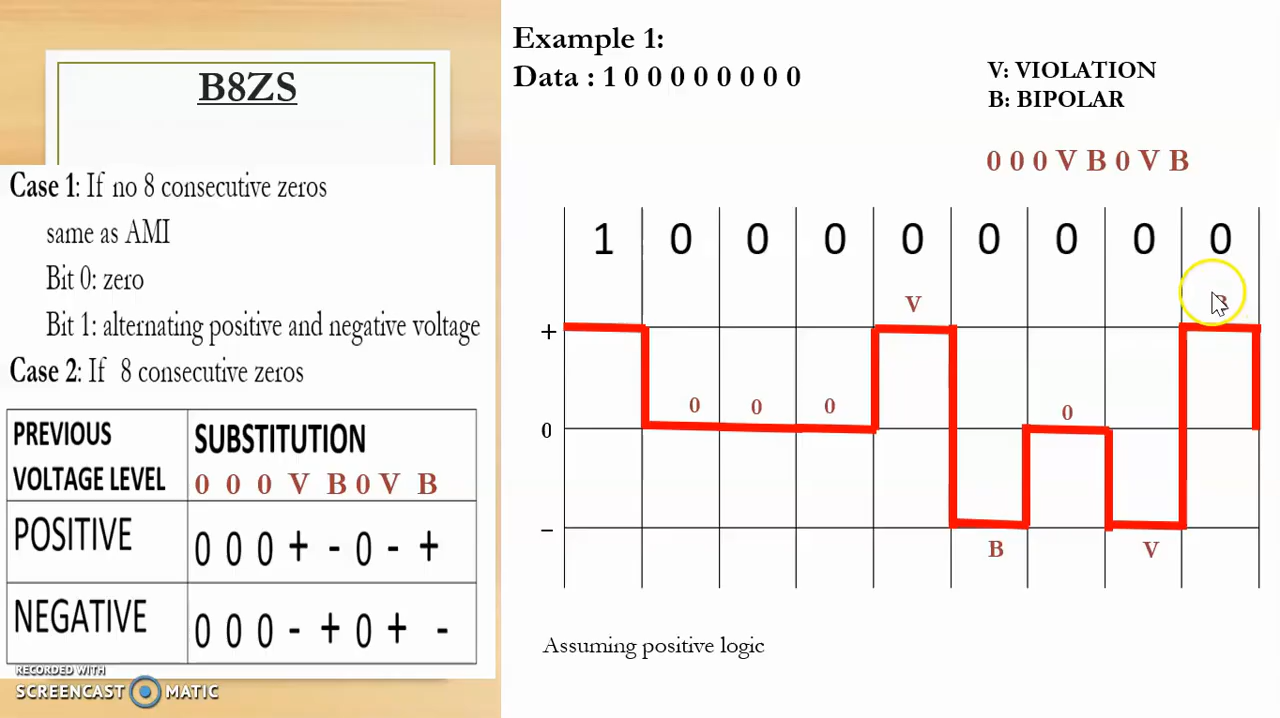 B8ZS
Case 1: If no 8 consecutive zeros
same as AMI
Bit 0: zero
Bit 1: alternating positive and negative voltage
Case 2: If 8 consecutive zeros
PREVIOUS VOLTAGE LEVEL
SUBSTITUTION
0 0 0 V B 0 V B
POSITIVE 0 0 0 + - 0 - +
NEGATIVE 0 0 0 - + 0 + -
RECORDED WITH
SCREENCAST MATIC
Example 1:
Data : 1 0 0 0 0 0 0 0 0
V: VIOLATION
B: BIPOLAR
0 0 0 V B 0 V B
1 0 0 0 0 0 0 0 0
V
+
0 0 0 0
0
−
B V
Assuming positive logic